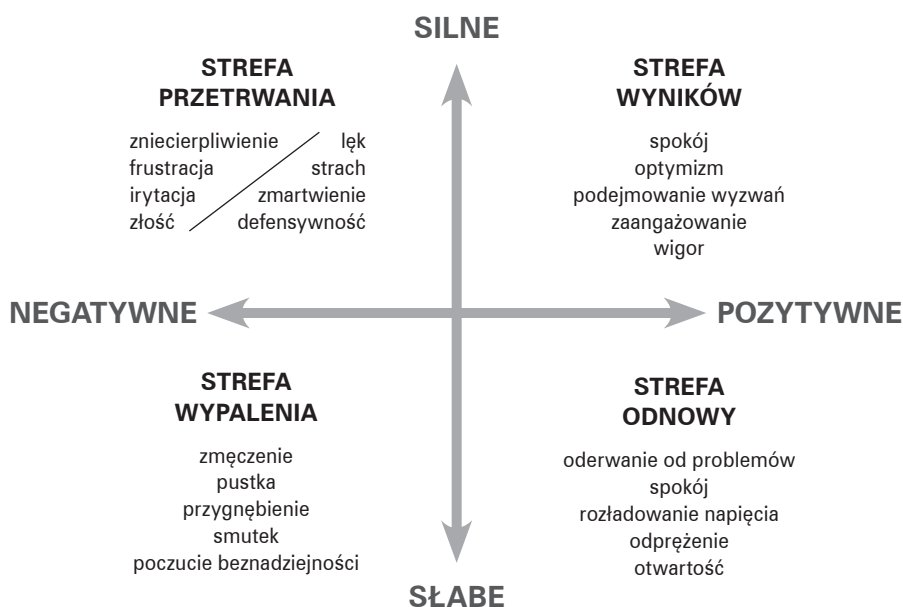 SILNE
STREFA
PRZETRWANIA
zniecierpliwienie lęk
frustracja strach
irytacja zmartwienie
złość defensywność
STREFA
WYNIKÓW
spokój
optymizm
podejmowanie wyzwań
zaangażowanie
wigor
NEGATYWNE
POZYTYWNE
STREFA
WYPALENIA
zmęczenie
pustka
przygnębienie
smutek
poczucie beznadziejności
STREFA
ODNOWY
oderwanie od problemów
spokój
rozładowanie napięcia
odprężenie
otwartość
SŁABE